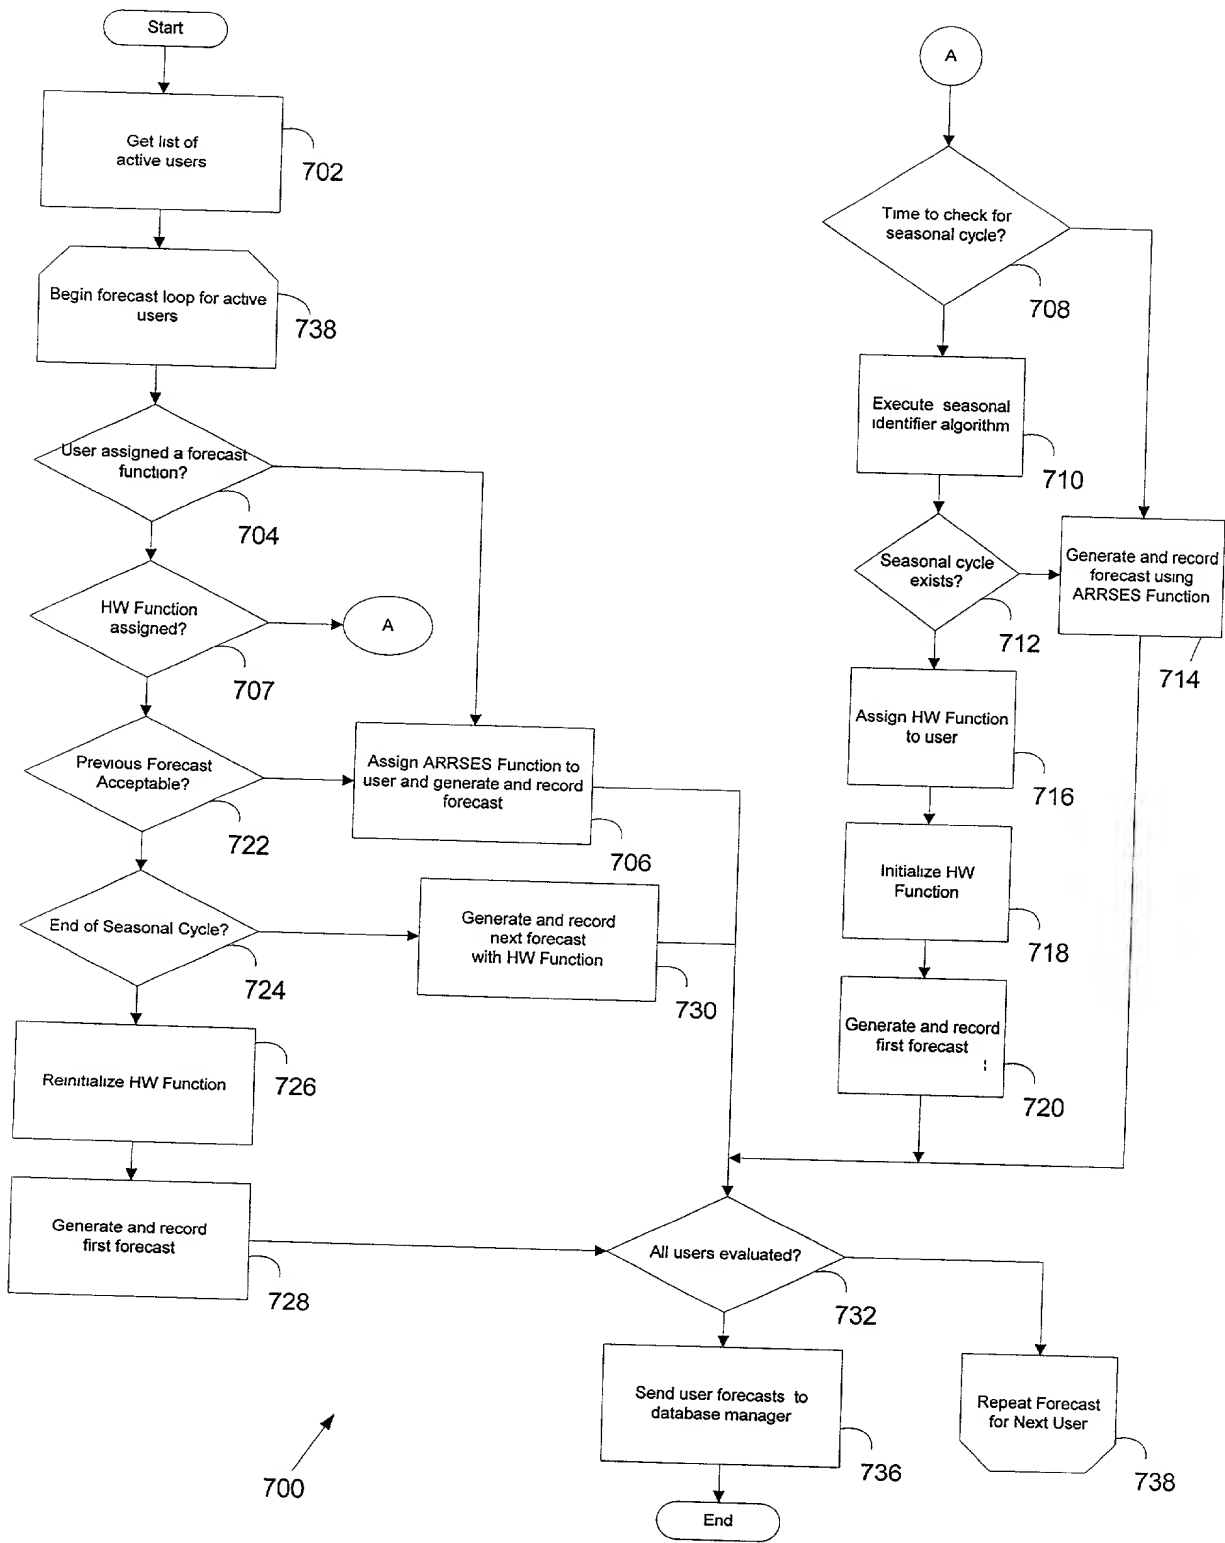 Start
Get list of
active users
702
Begin forecast loop for active
users
738
User assigned a forecast
function?
704
HW Function
assigned?
707
A
Previous Forecast
Acceptable?
722
Assign ARRSES Function to
user and generate and record
forecast
706
End of Seasonal Cycle?
724
Generate and record
next forecast
with HW Function
730
Reinitialize HW Function
726
Generate and record
first forecast
728
A
Time to check for
seasonal cycle?
708
Execute seasonal
identifier algorithm
710
Seasonal cycle
exists?
712
Generate and record
forecast using
ARRSES Function
714
Assign HW Function
to user
716
Initialize HW
Function
718
Generate and record
first forecast
720
All users evaluated?
732
Send user forecasts to
database manager
736
Repeat Forecast
for Next User
738
End
700